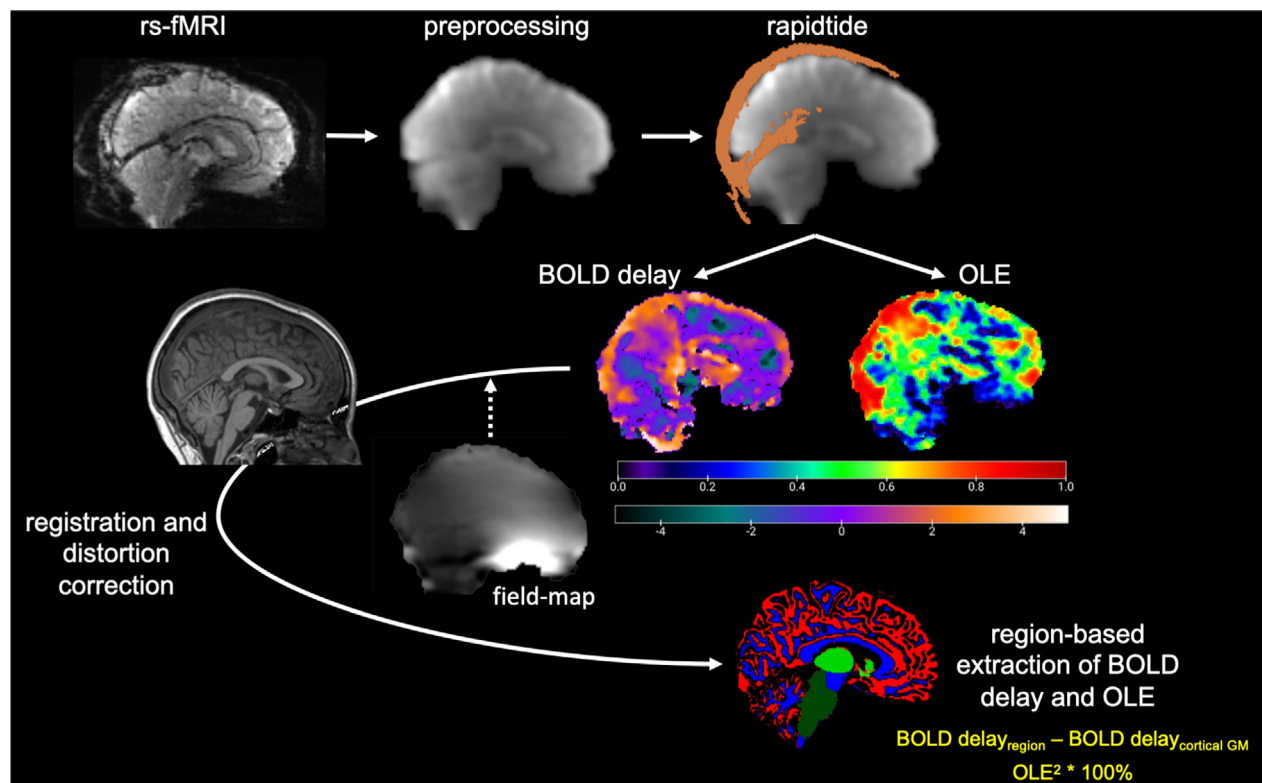 rs-fMRI
preprocessing
rapidtide
BOLD delay
OLE
0.0 0.2 0.4 0.6 0.8 1.0
-4 -2 0 2 4
registration and
distortion
correction
field-map
region-based
extraction of BOLD
delay and OLE
BOLD delayregion – BOLD delaycortical GM
OLE² * 100%